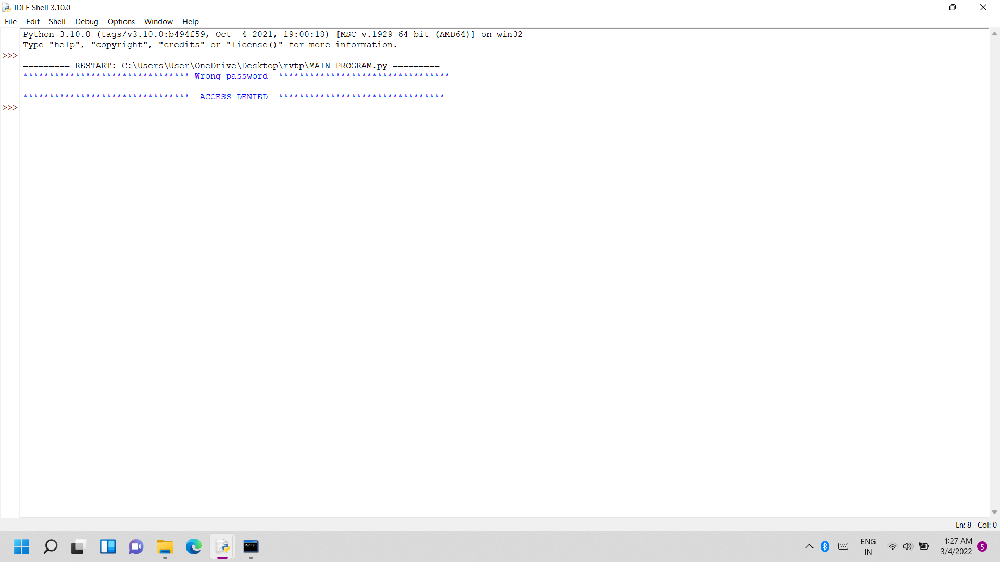 IDLE Shell 3.10.0
File Edit Shell Debug Options Window Help
Python 3.10.0 (tags/v3.10.0:b494f59, Oct  4 2021, 19:00:18) [MSC v.1929 64 bit (AMD64)] on win32
Type "help", "copyright", "credits" or "license()" for more information.
>>>
========= RESTART: C:\Users\User\OneDrive\Desktop\rvtp\MAIN PROGRAM.py =========
******************************** Wrong password  *********************************
********************************  ACCESS DENIED  ********************************
>>>
Ln: 8 Col: 0
MySQL
ENG
IN
1:27 AM
3/4/2022
5